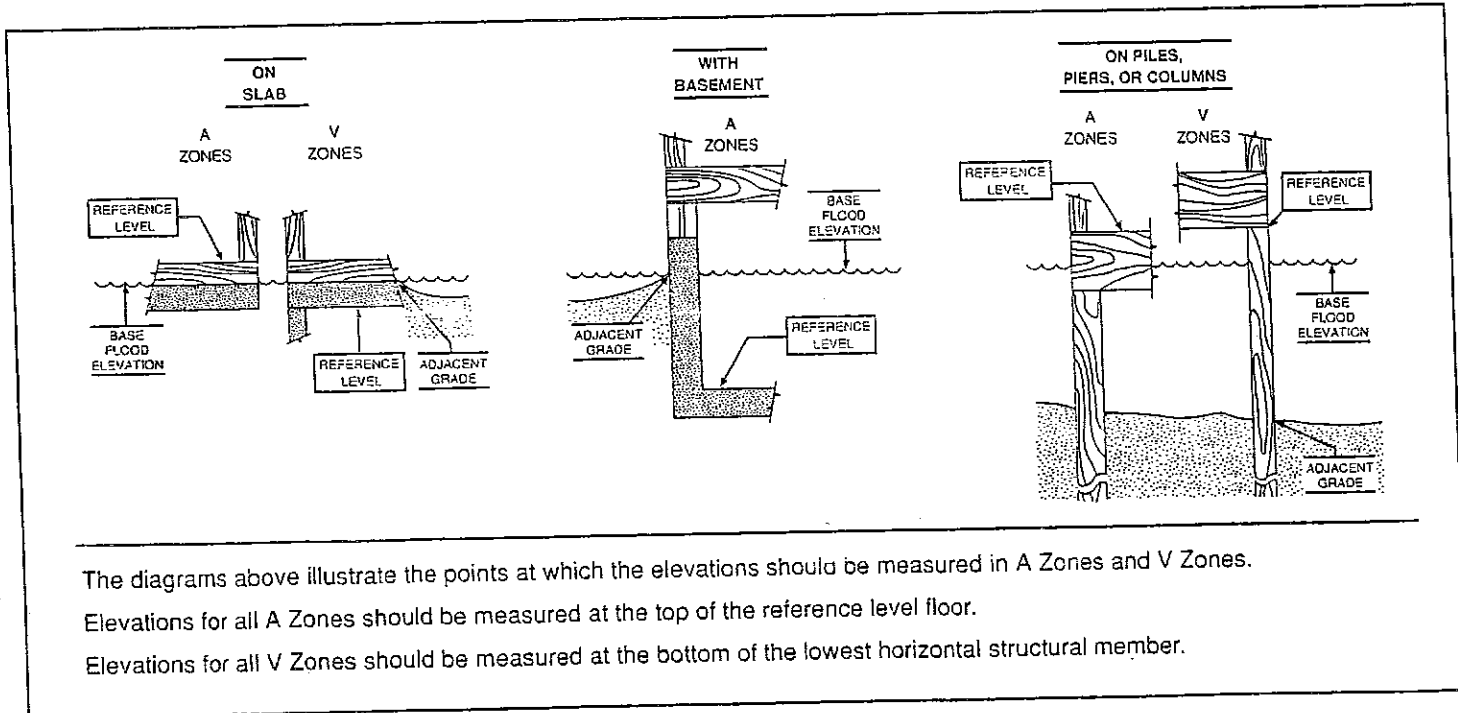 ON
SLAB
A
ZONES
V
ZONES
REFERENCE
LEVEL
BASE
FLOOD
ELEVATION
REFERENCE
LEVEL
ADJACENT
GRADE
WITH
BASEMENT
A
ZONES
BASE
FLOOD
ELEVATION
ADJACENT
GRADE
REFERENCE
LEVEL
ON PILES,
PIERS, OR COLUMNS
A
ZONES
V
ZONES
REFERENCE
LEVEL
REFERENCE
LEVEL
BASE
FLOOD
ELEVATION
ADJACENT
GRADE
The diagrams above illustrate the points at which the elevations should be measured in A Zones and V Zones.
Elevations for all A Zones should be measured at the top of the reference level floor.
Elevations for all V Zones should be measured at the bottom of the lowest horizontal structural member.